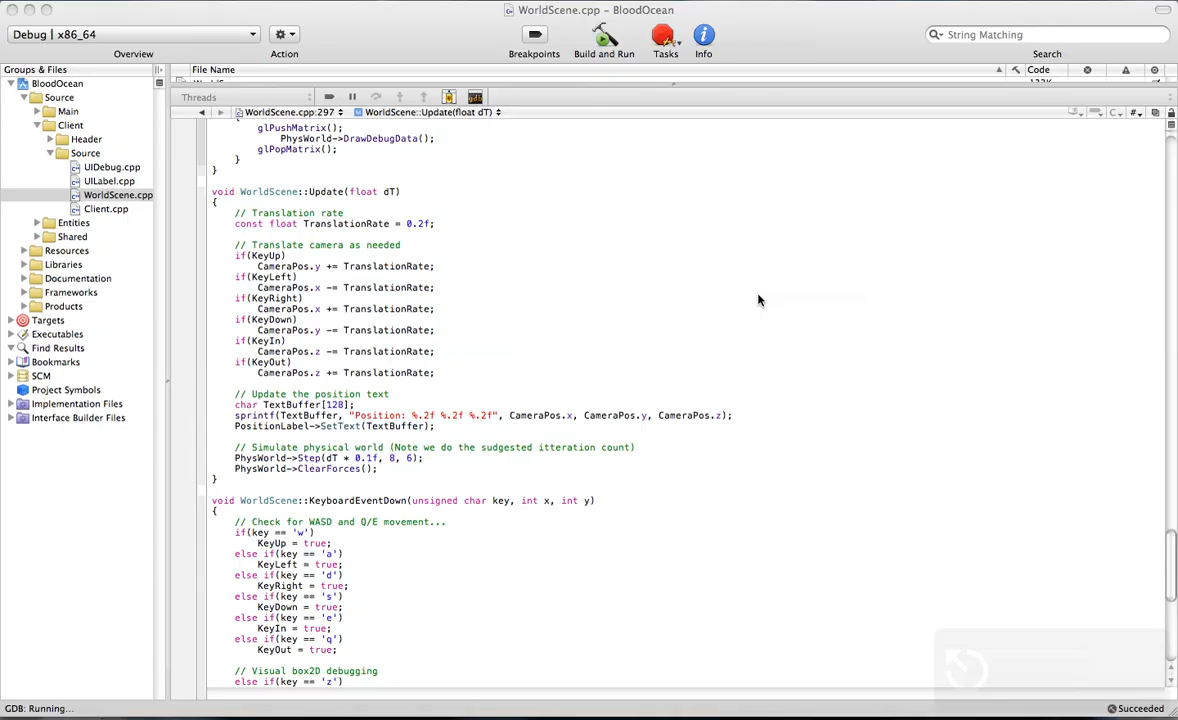 WorldScene.cpp – BloodOcean
Debug | x86_64
String Matching
Overview
Action
Breakpoints
Build and Run
Tasks
Info
Search
Groups & Files
File Name
Code
BloodOcean
Source
Main
Client
Header
Source
UIDebug.cpp
UILabel.cpp
WorldScene.cpp
Client.cpp
Entities
Shared
Resources
Libraries
Documentation
Frameworks
Products
Targets
Executables
Find Results
Bookmarks
SCM
Project Symbols
Implementation Files
Interface Builder Files
Threads
WorldScene.cpp:297
WorldScene::Update(float dT)
C
#
glPushMatrix();
PhysWorld->DrawDebugData();
glPopMatrix();
}
}
void WorldScene::Update(float dT)
{
// Translation rate
const float TranslationRate = 0.2f;
// Translate camera as needed
if(KeyUp)
CameraPos.y += TranslationRate;
if(KeyLeft)
CameraPos.x -= TranslationRate;
if(KeyRight)
CameraPos.x += TranslationRate;
if(KeyDown)
CameraPos.y -= TranslationRate;
if(KeyIn)
CameraPos.z -= TranslationRate;
if(KeyOut)
CameraPos.z += TranslationRate;
// Update the position text
char TextBuffer[128];
sprintf(TextBuffer, "Position: %.2f %.2f %.2f", CameraPos.x, CameraPos.y, CameraPos.z);
PositionLabel->SetText(TextBuffer);
// Simulate physical world (Note we do the sudgested itteration count)
PhysWorld->Step(dT * 0.1f, 8, 6);
PhysWorld->ClearForces();
}
void WorldScene::KeyboardEventDown(unsigned char key, int x, int y)
{
// Check for WASD and Q/E movement...
if(key == 'w')
KeyUp = true;
else if(key == 'a')
KeyLeft = true;
else if(key == 'd')
KeyRight = true;
else if(key == 's')
KeyDown = true;
else if(key == 'e')
KeyIn = true;
else if(key == 'q')
KeyOut = true;
// Visual box2D debugging
else if(key == 'z')
GDB: Running...
Succeeded